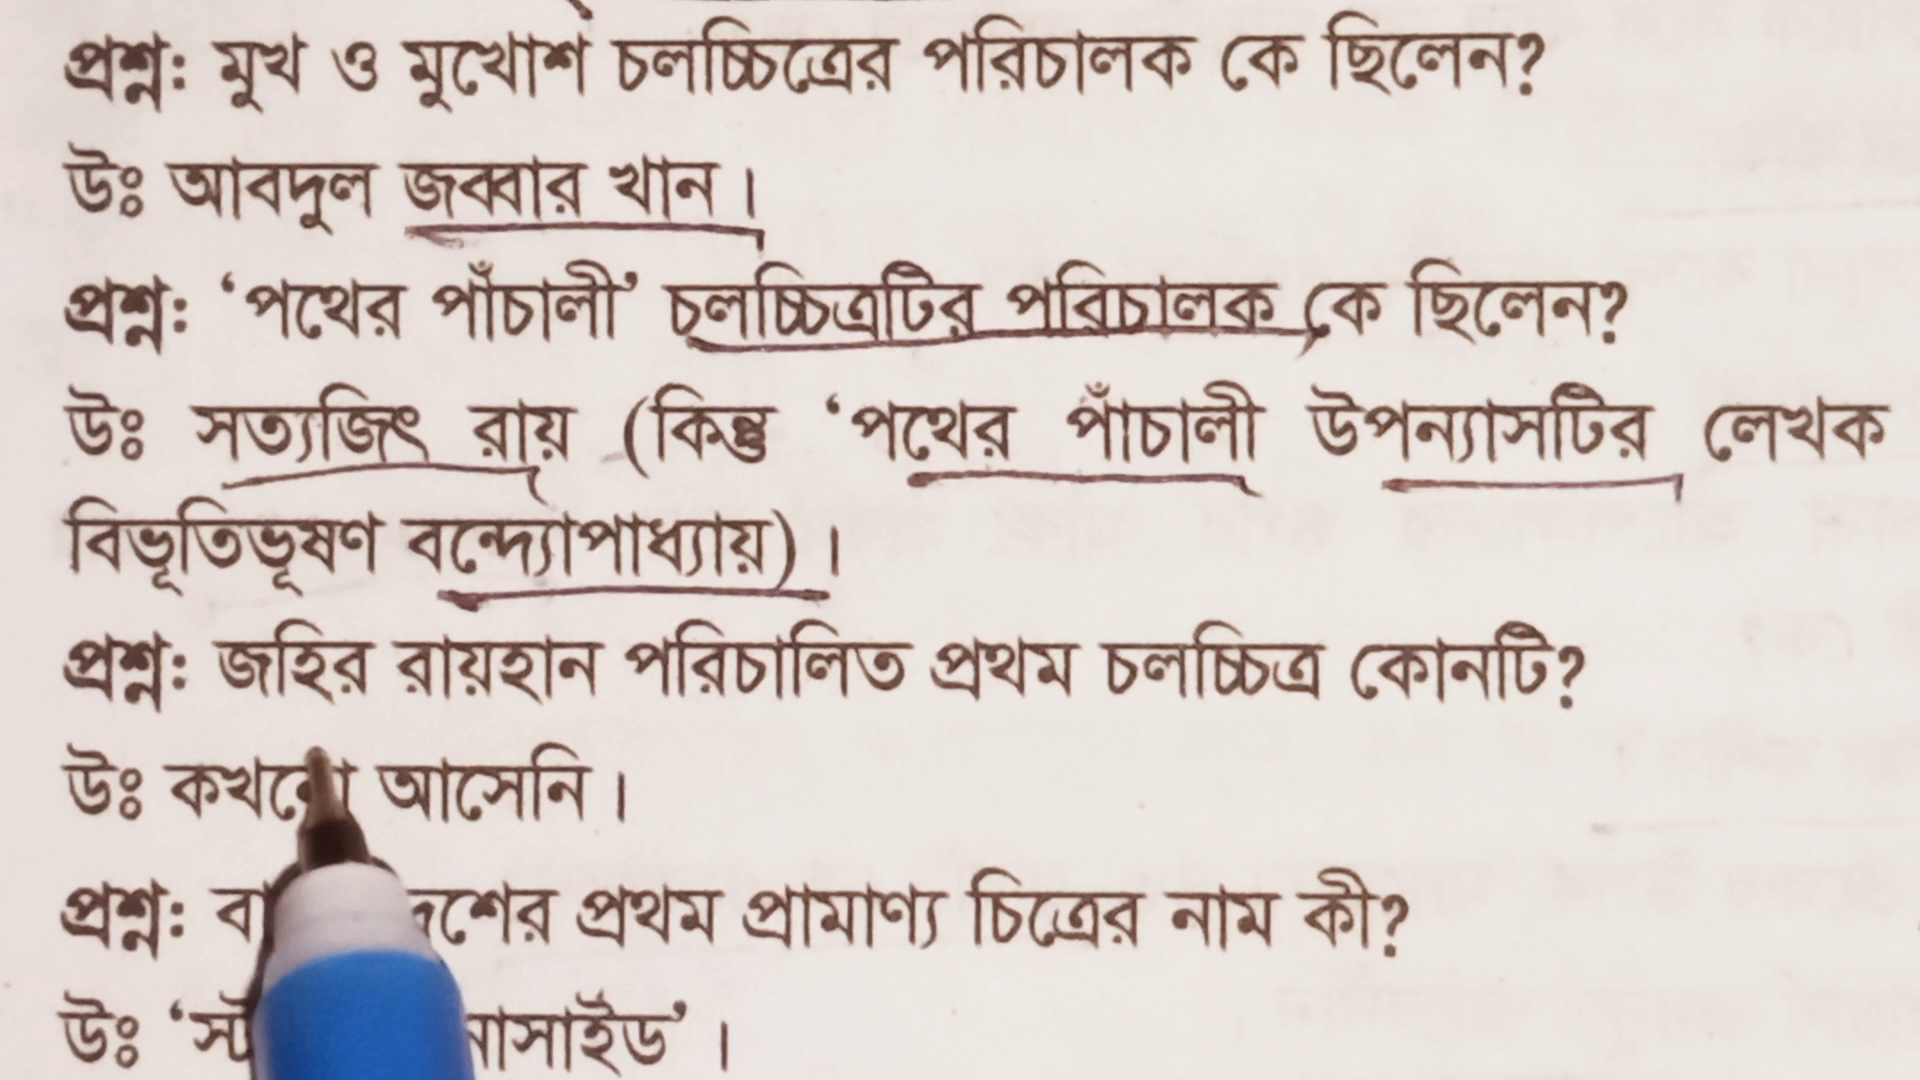 প্রশ্ন: মুখ ও মুখোশ চলচ্চিত্রের পরিচালক কে ছিলেন?
উঃ আবদুল জব্বার খান।
প্রশ্ন: ‘পথের পাঁচালী’ চলচ্চিত্রটির পরিচালক কে ছিলেন?
উঃ সত্যজিৎ রায় (কিন্তু ‘পথের পাঁচালী উপন্যাসটির লেখক
বিভূতিভূষণ বন্দ্যোপাধ্যায়)।
প্রশ্ন: জহির রায়হান পরিচালিত প্রথম চলচ্চিত্র কোনটি?
উঃ কখনো আসেনি।
প্রশ্ন: প্রথম প্রামাণ্য চিত্রের নাম কী?
উঃ